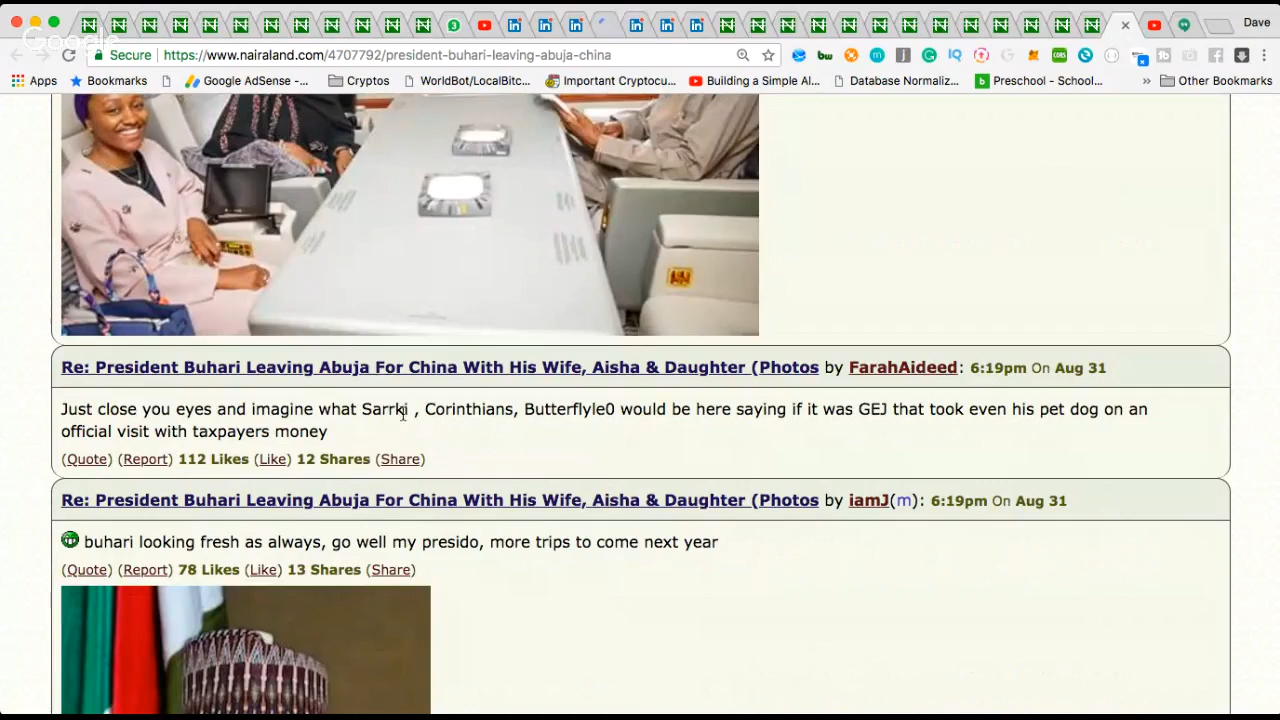 3
Dave
Google
Secure
https://www.nairaland.com/4707792/president-buhari-leaving-abuja-china
Apps
Bookmarks
Google AdSense -...
Cryptos
Important Cryptocu...
Building a Simple Al...
Database Normaliz...
Preschool - School...
»
Other Bookmarks
Re: President Buhari Leaving Abuja For China With His Wife, Aisha & Daughter (Photos by FarahAideed: 6:19pm On Aug 31
Just close you eyes and imagine what Sarrki , Corinthians, Butterflyle0 would be here saying if it was GEJ that took even his pet dog on an
official visit with taxpayers money
(Quote) (Report) 112 Likes (Like) 12 Shares (Share)
Re: President Buhari Leaving Abuja For China With His Wife, Aisha & Daughter (Photos by iamJ(m): 6:19pm On Aug 31
buhari looking fresh as always, go well my presido, more trips to come next year
(Quote) (Report) 78 Likes (Like) 13 Shares (Share)